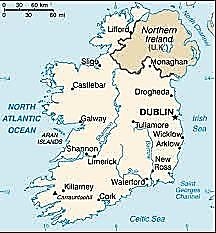 0 30 60 km
0 30 60 mi
Lifford
Northern
Ireland
(U.K.)
Sligo
Monaghan
Castlebar
Drogheda
NORTH
ATLANTIC
OCEAN
DUBLIN
Irish
Sea
Galway
Tullamore
ARAN
ISLANDS
Wicklow
Arklow
Shannon
Limerick
New
Ross
Killarney
Waterford
Saint
Georges
Channel
Carrauntoohil
Cork
Celtic Sea